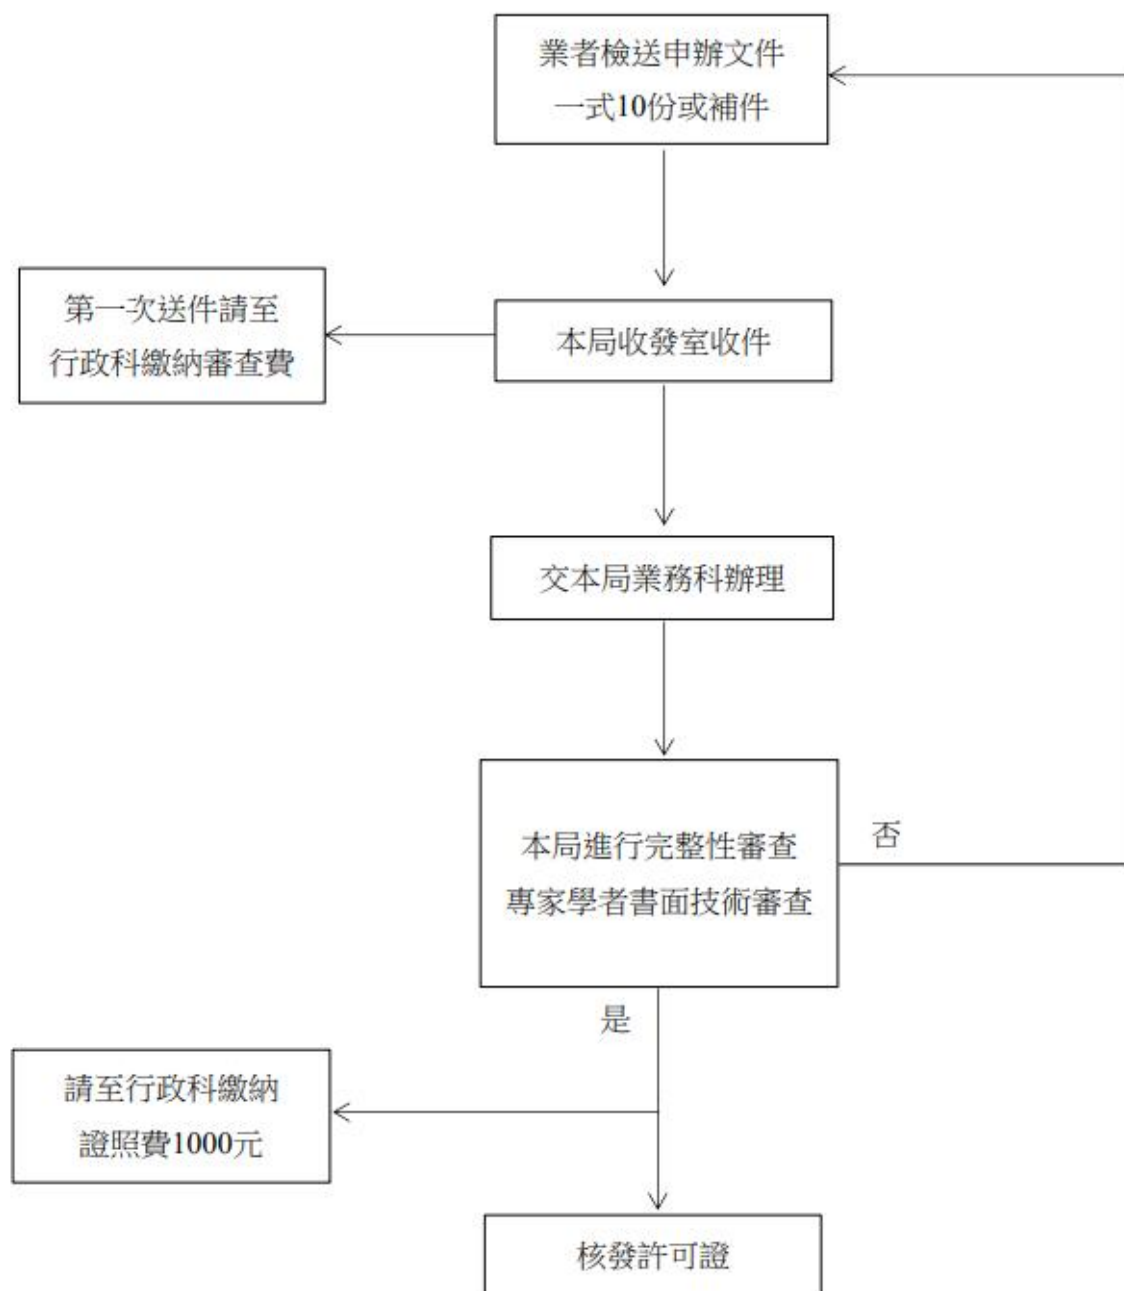 業者檢送申辦文件
一式10份或補件
第一次送件請至
行政科繳納審查費
本局收發室收件
交本局業務科辦理
本局進行完整性審查
專家學者書面技術審查
否
是
請至行政科繳納
證照費1000元
核發許可證